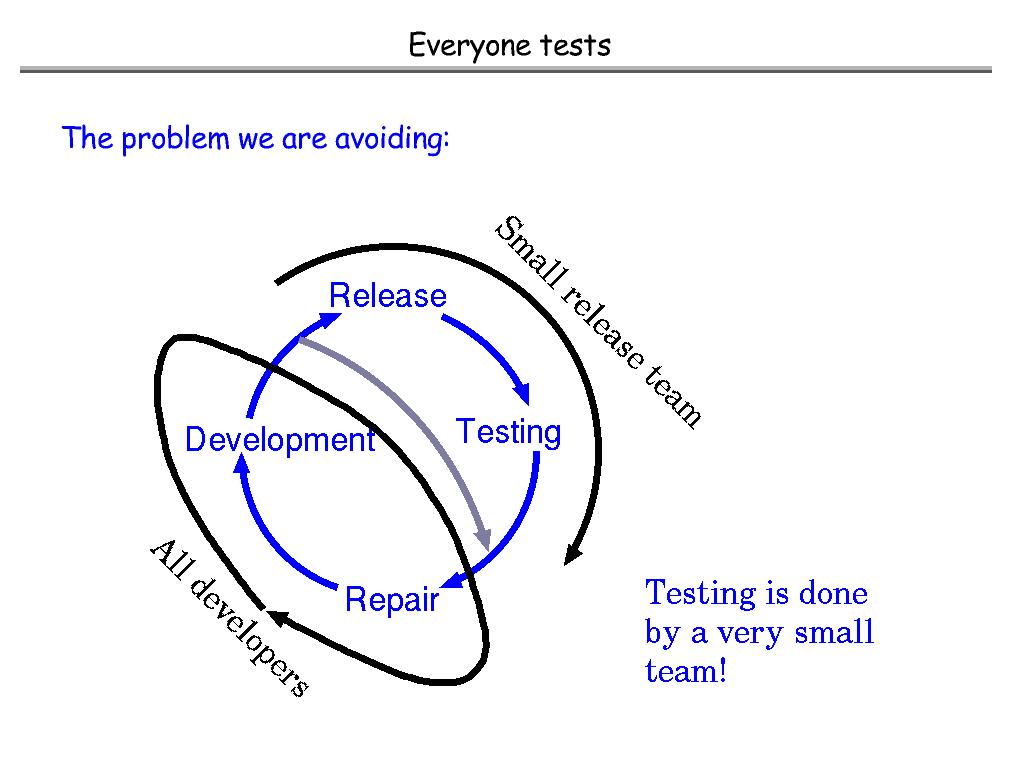 Everyone tests
The problem we are avoiding:
Small release team
Release
Testing
Development
Repair
All developers
Testing is done
by a very small
team!